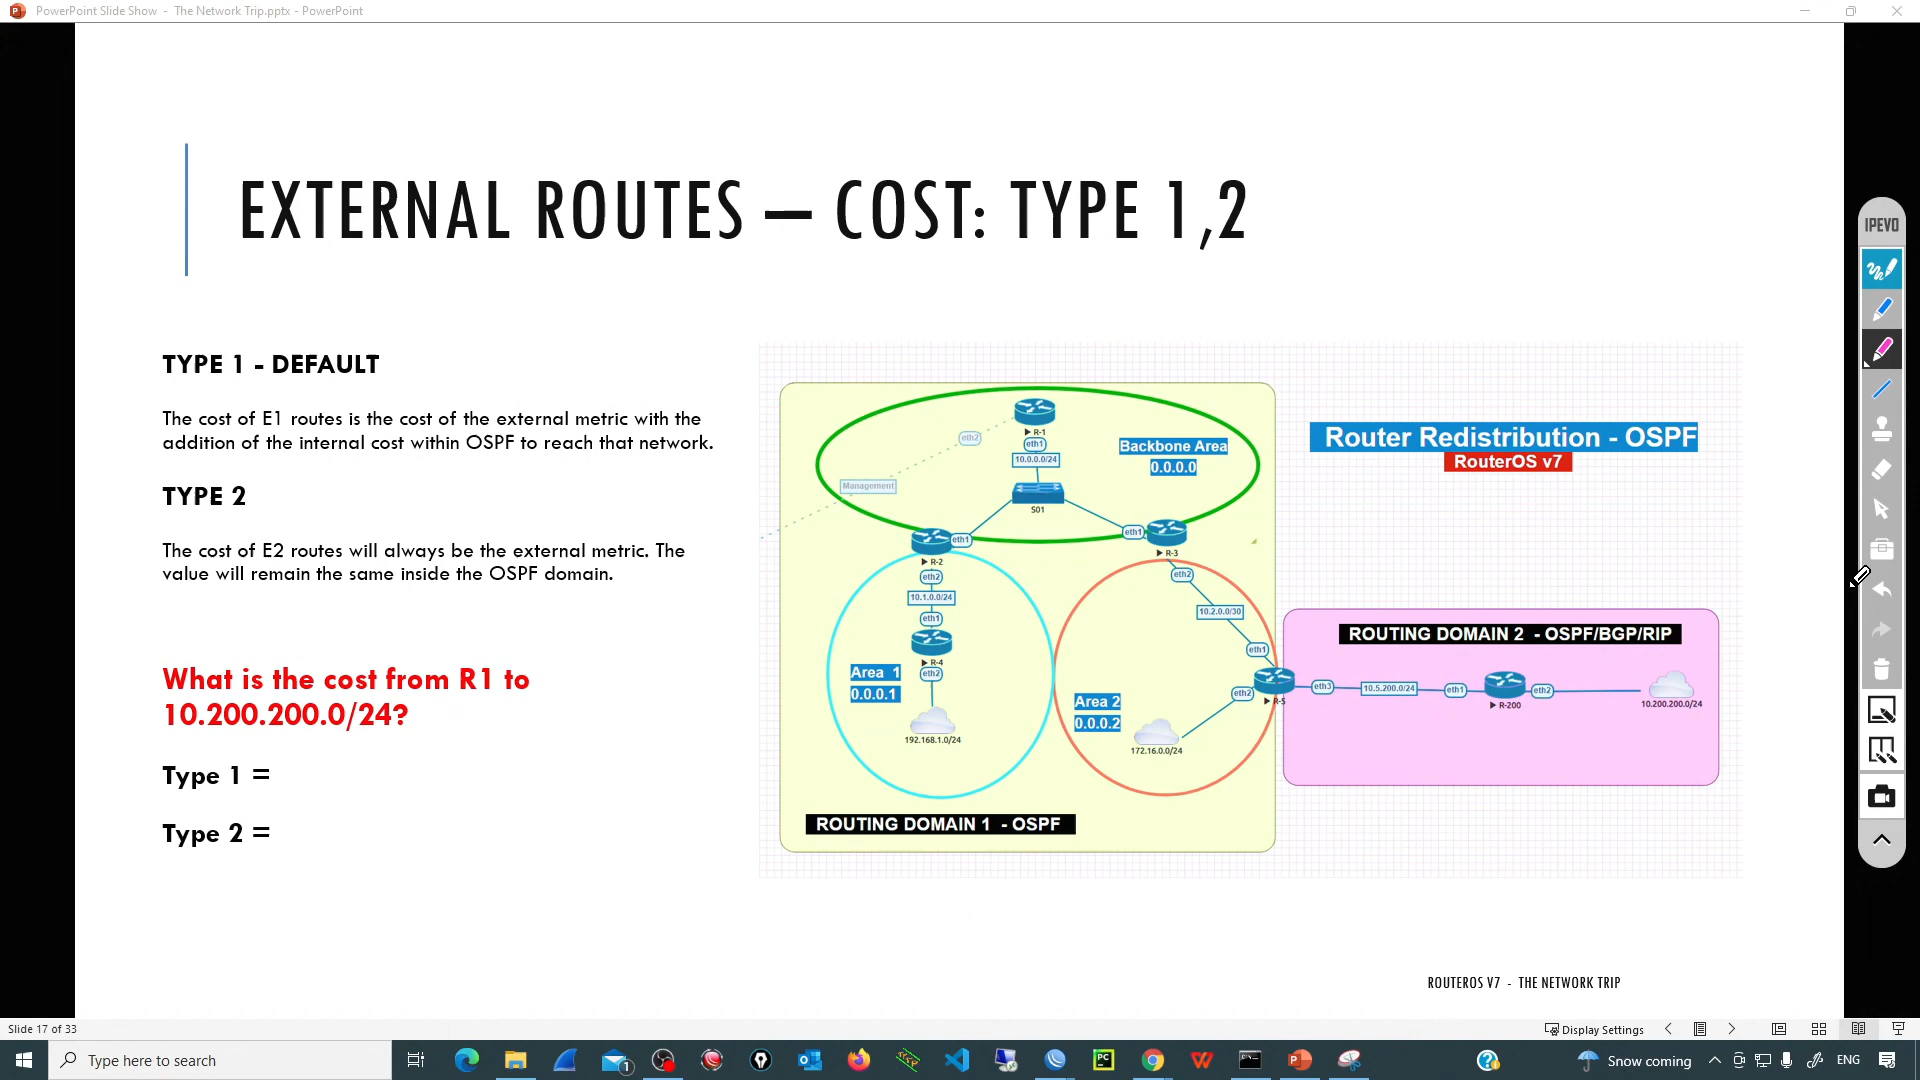 PowerPoint Slide Show - The Network Trip.pptx - PowerPoint
EXTERNAL ROUTES – COST: TYPE 1,2
TYPE 1 - DEFAULT
The cost of E1 routes is the cost of the external metric with the
addition of the internal cost within OSPF to reach that network.
TYPE 2
The cost of E2 routes will always be the external metric. The
value will remain the same inside the OSPF domain.
What is the cost from R1 to
10.200.200.0/24?
Type 1 =
Type 2 =
R-1
eth2
eth1
10.0.0.0/24
Backbone Area
0.0.0.0
Management
S01
eth1
eth1
R-2
R-3
eth2
eth2
10.1.0.0/24
10.2.0.0/30
eth1
eth1
R-4
eth2
Area 1
0.0.0.1
192.168.1.0/24
Area 2
0.0.0.2
172.16.0.0/24
eth2
R-5
ROUTING DOMAIN 1 - OSPF
Router Redistribution - OSPF
RouterOS v7
ROUTING DOMAIN 2 - OSPF/BGP/RIP
eth3
10.5.200.0/24
eth1
R-200
eth2
10.200.200.0/24
ROUTEROS V7 - THE NETWORK TRIP
IPEVO
Slide 17 of 33
Display Settings
Type here to search
1
PC
Snow coming
ENG